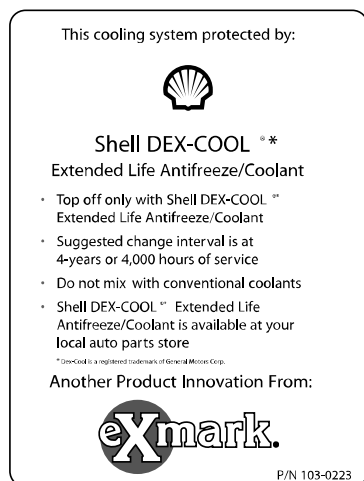 This cooling system protected by:
Shell DEX-COOL ®*
Extended Life Antifreeze/Coolant
• Top off only with Shell DEX-COOL ®*
Extended Life Antifreeze/Coolant
• Suggested change interval is at
4-years or 4,000 hours of service
• Do not mix with conventional coolants
• Shell DEX-COOL ®* Extended Life
Antifreeze/Coolant is available at your
local auto parts store
* Dex-Cool is a registered trademark of General Motors Corp.
Another Product Innovation From:
eXmark.
P/N 103-0223